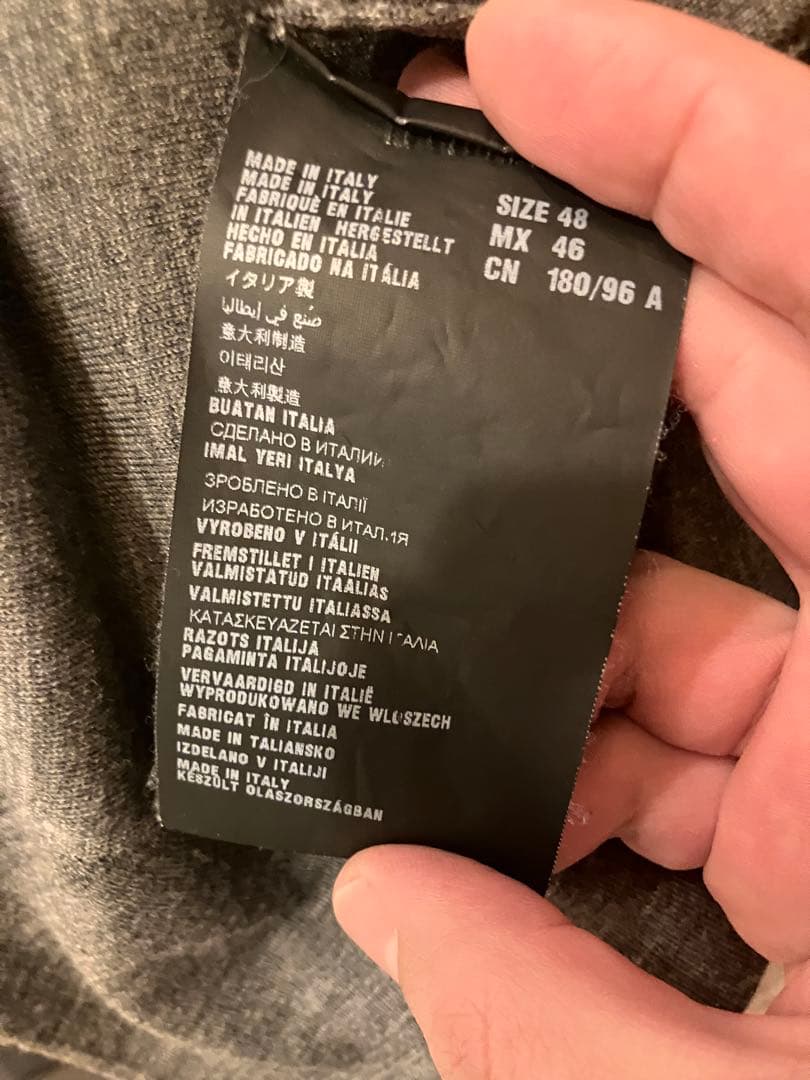 MADE IN ITALY
MADE IN ITALY
FABRIQUÉ EN ITALIE
IN ITALIEN HERGESTELLT
HECHO EN ITALIA
FABRICADO NA ITÁLIA
イタリア製
صنع في إيطاليا
意大利制造
이태리산
意大利製造
BUATAN ITALIA
СДЕЛАНО В ИТАЛИИ
IMAL YERI ITALYA
ЗРОБЛЕНО В ІТАЛІЇ
ИЗРАБОТЕНО В ИТАЛИЯ
VYROBENO V ITÁLII
FREMSTILLET I ITALIEN
VALMISTATUD ITAALIAS
VALMISTETTU ITALIASSA
ΚΑΤΑΣΚΕΥΑΖΕΤΑΙ ΣΤΗΝ ΙΤΑΛΙΑ
RAZOTS ITALIJA
PAGAMINTA ITALIJOJE
VERVAARDIGD IN ITALIË
WYPRODUKOWANO WE WLOSZECH
FABRICAT ÎN ITALIA
MADE IN TALIANSKO
IZDELANO V ITALIJI
MADE IN ITALY
KÉSZÜLT OLASZORSZÁGBAN
SIZE 48
MX 46
CN 180/96 A